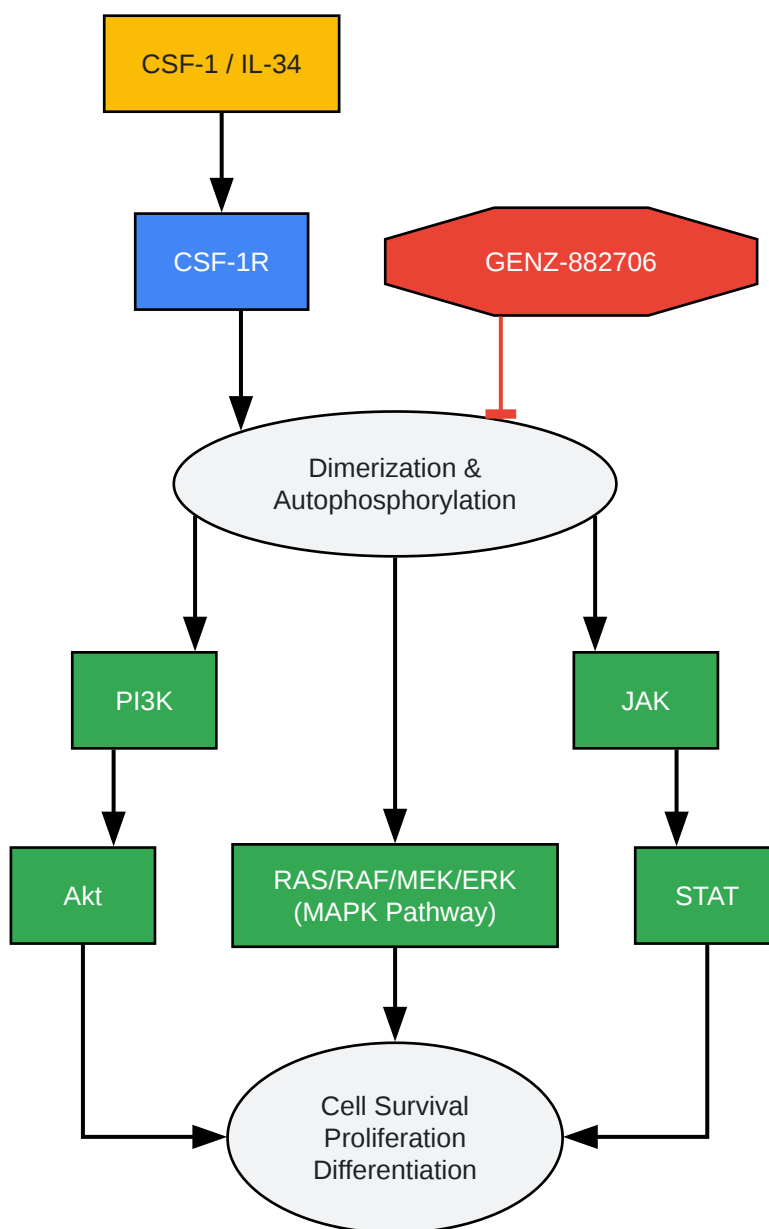 CSF-1 / IL-34
CSF-1R
GENZ-882706
Dimerization &
Autophosphorylation
PI3K
JAK
Akt
RAS/RAF/MEK/ERK
(MAPK Pathway)
STAT
Cell Survival
Proliferation
Differentiation